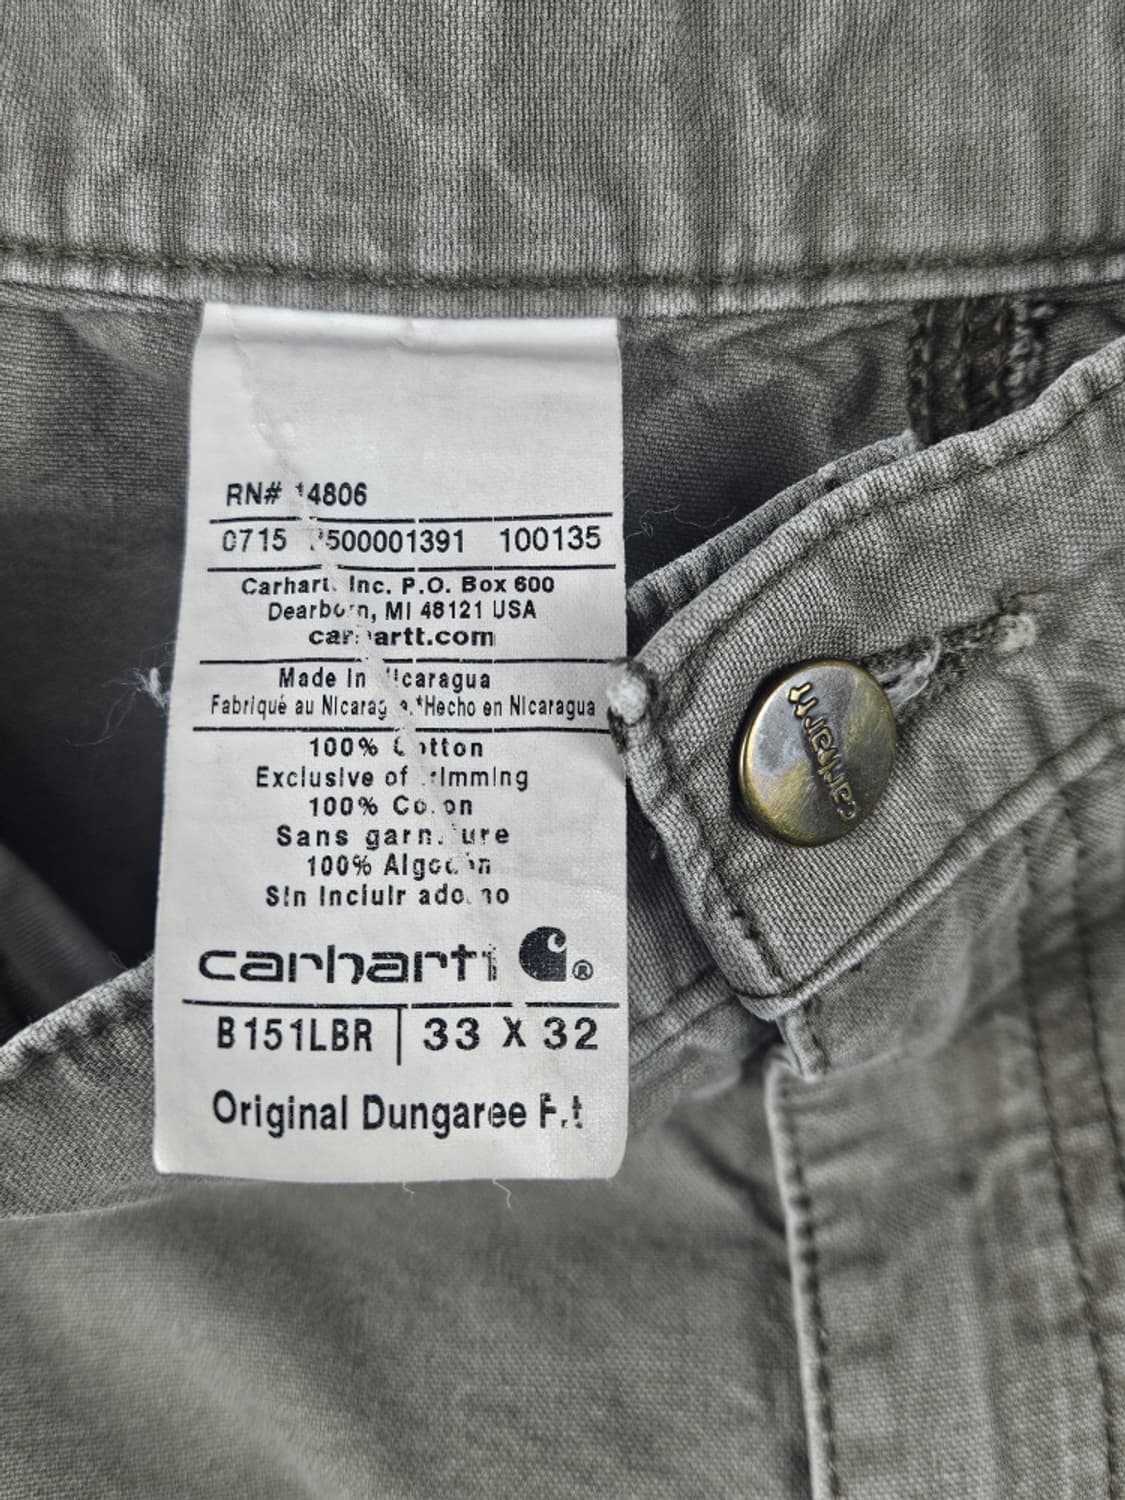 RN# 14806
0715 500001391 100135
Carhartt Inc. P.O. Box 600
Dearborn, MI 48121 USA
carhartt.com
Made in Nicaragua
Fabriqué au Nicaragua*Hecho en Nicaragua
100% Cotton
Exclusive of Trimming
100% Coton
Sans garniture
100% Algodón
Sin Incluir adorno
carhartt ®
B151LBR 33 X 32
Original Dungaree Fit
carhartt